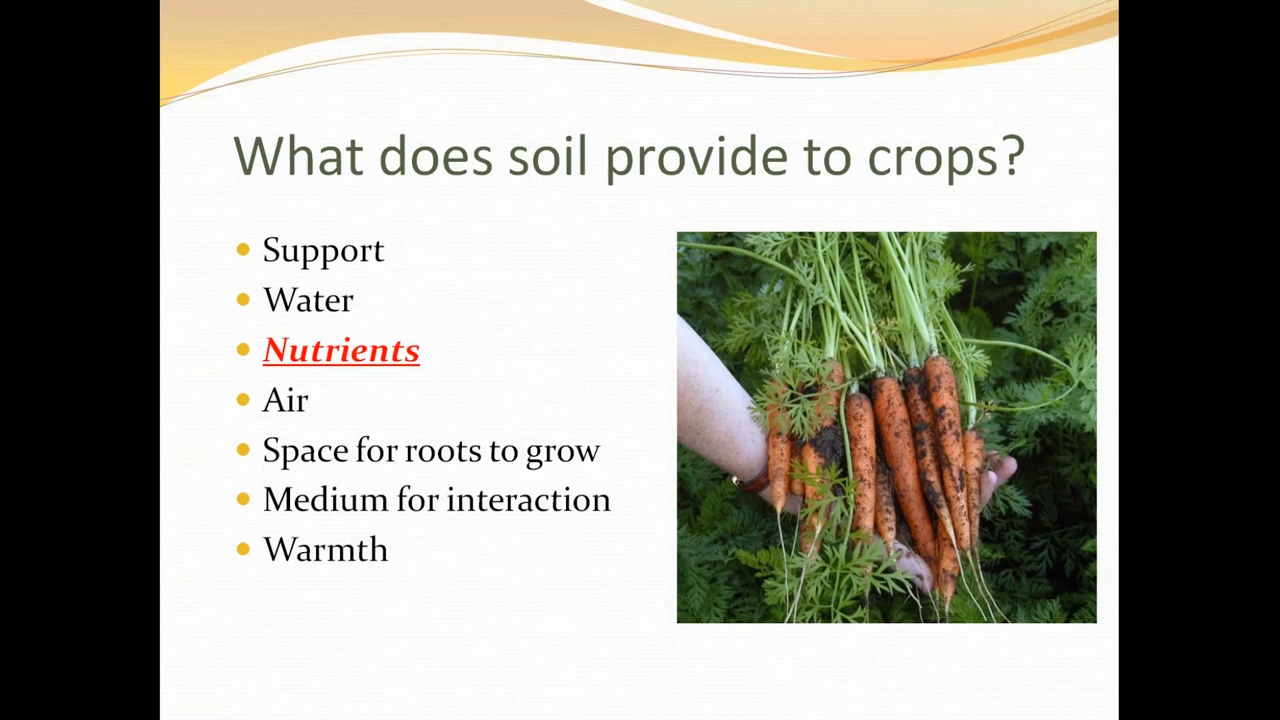 What does soil provide to crops?
Support
Water
Nutrients
Air
Space for roots to grow
Medium for interaction
Warmth